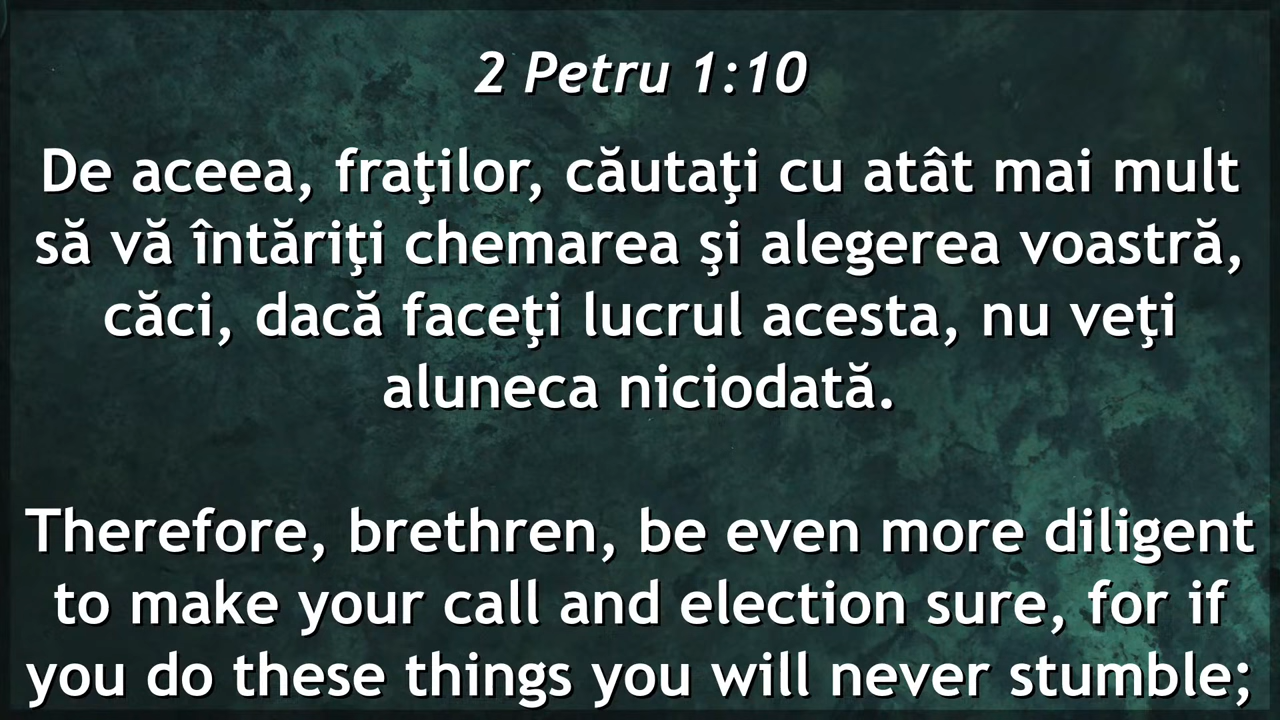 2 Petru 1:10
De aceea, fraţilor, căutaţi cu atât mai mult
să vă întăriţi chemarea şi alegerea voastră,
căci, dacă faceţi lucrul acesta, nu veţi
aluneca niciodată.
Therefore, brethren, be even more diligent
to make your call and election sure, for if
you do these things you will never stumble;